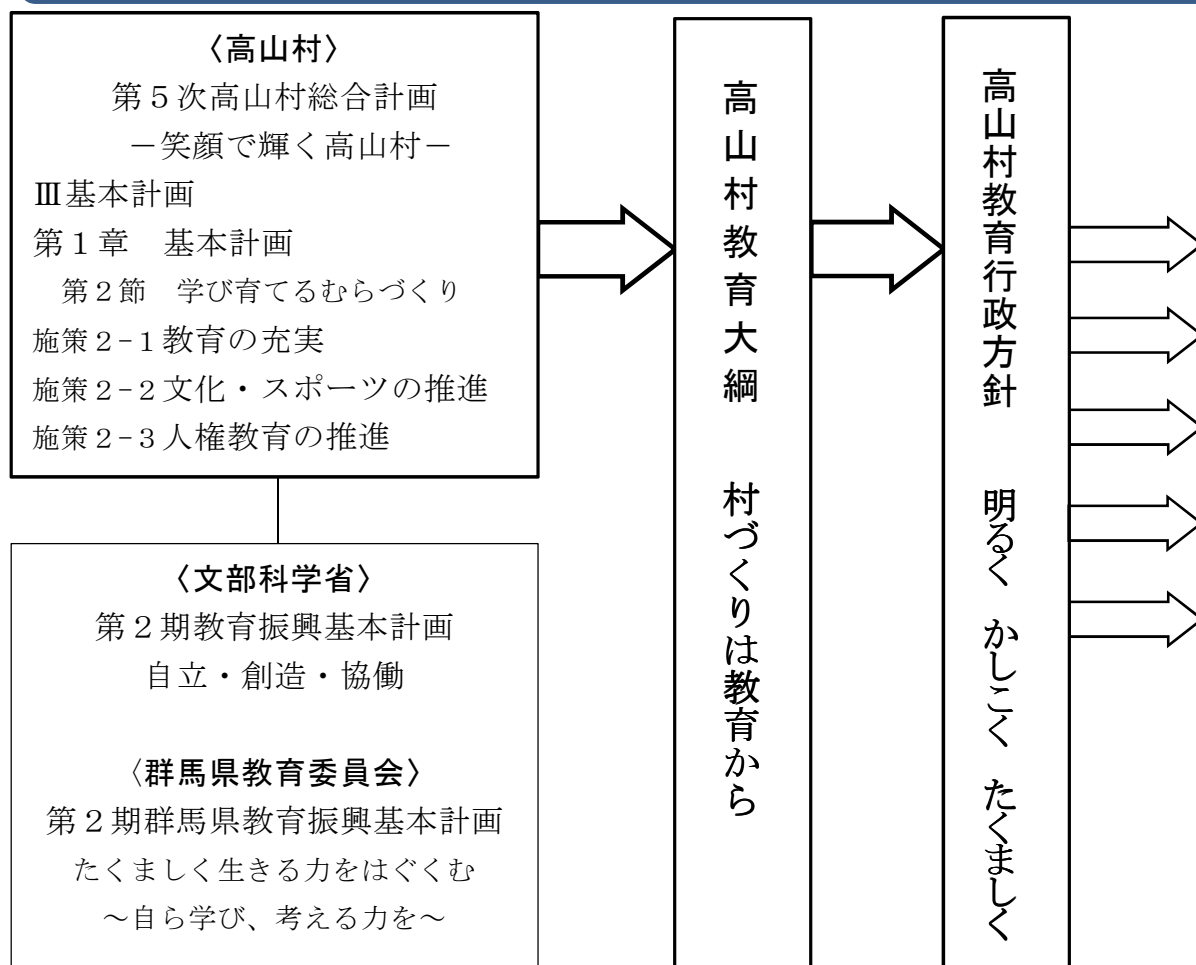 〈高山村〉
第５次高山村総合計画
－笑顔で輝く高山村－
Ⅲ基本計画
第１章　基本計画
第２節　学び育てるむらづくり
施策２-１教育の充実
施策２-２文化・スポーツの推進
施策２-３人権教育の推進
〈文部科学省〉
第２期教育振興基本計画
自立・創造・協働
〈群馬県教育委員会〉
第２期群馬県教育振興基本計画
たくましく生きる力をはぐくむ
～自ら学び、考える力を～
高山村教育大綱　村づくりは教育から
高山村教育行政方針　明るく　かしこく　たくましく